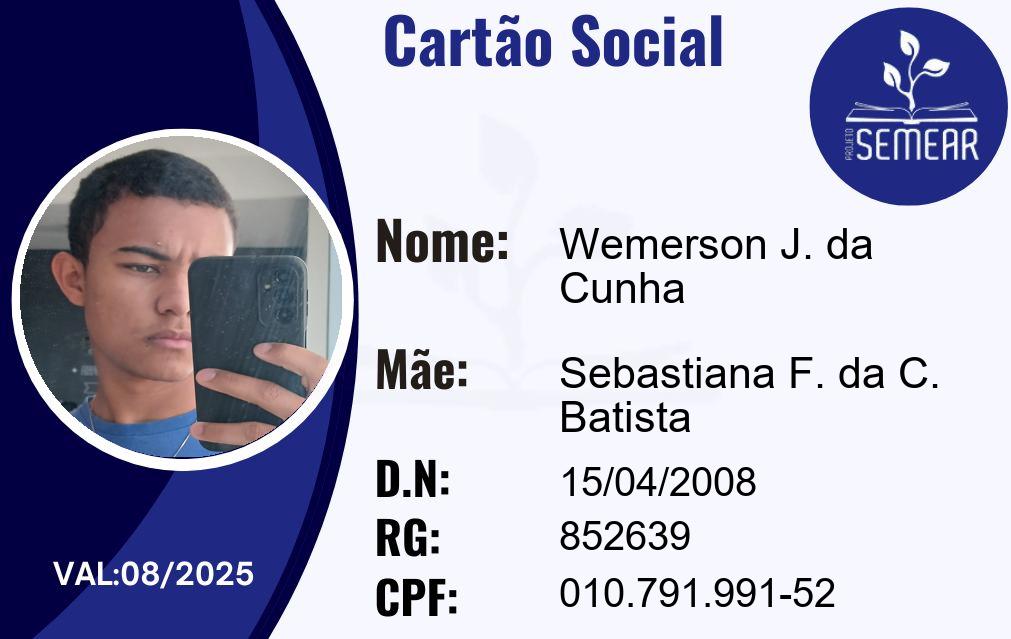 Cartão Social
PROJETO
SEMEAR
Nome: Wemerson J. da
Cunha
Mãe: Sebastiana F. da C.
Batista
D.N: 15/04/2008
RG: 852639
CPF: 010.791.991-52
VAL:08/2025